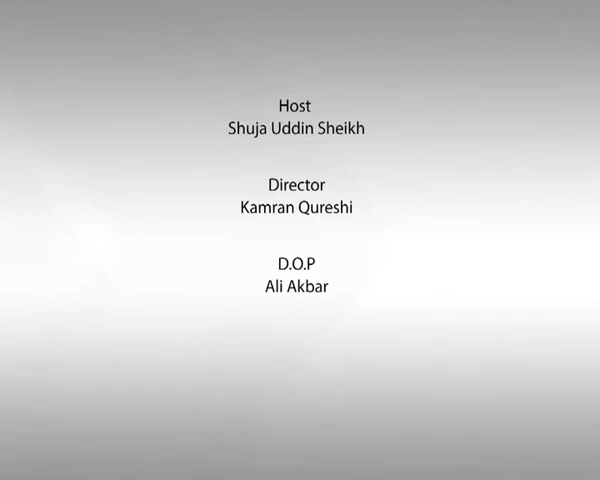 Host
Shuja Uddin Sheikh
Director
Kamran Qureshi
D.O.P
Ali Akbar